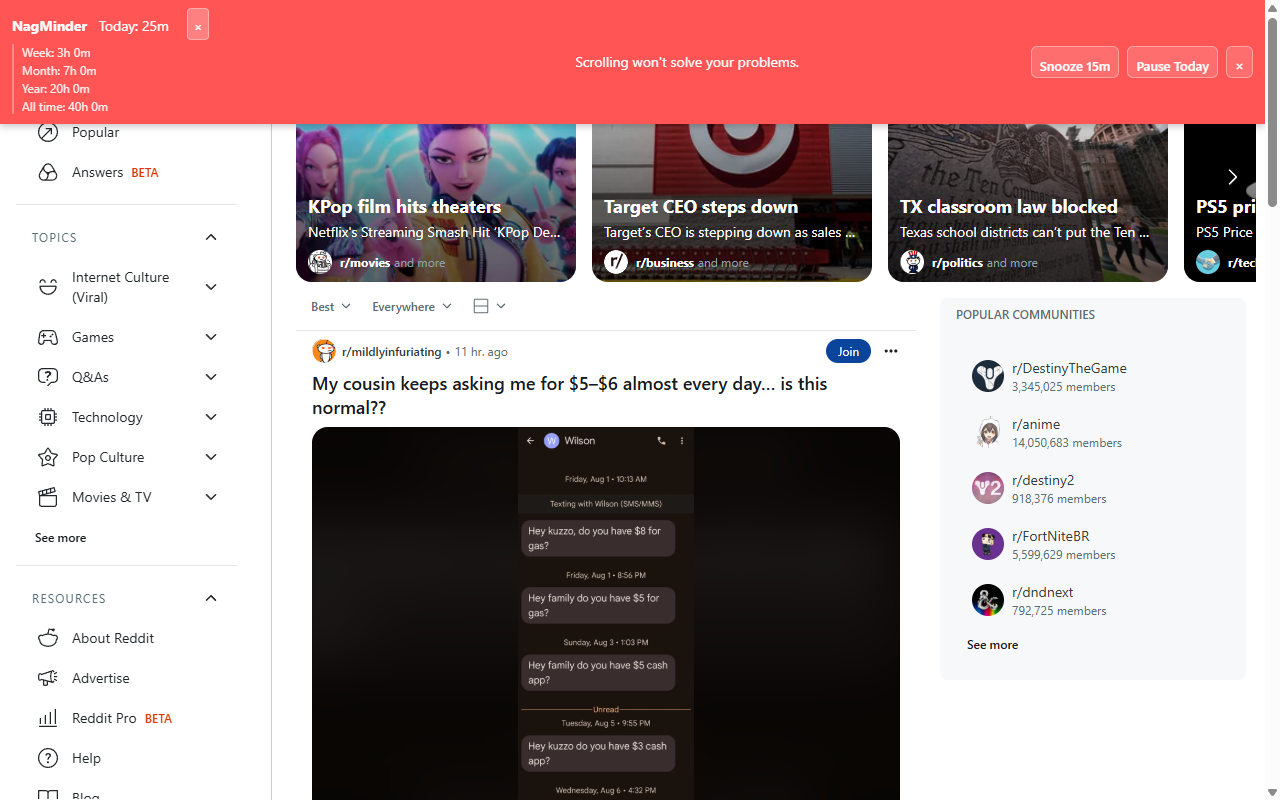 NagMinder Today: 25m ×
Week: 3h 0m
Month: 7h 0m
Year: 20h 0m
All time: 40h 0m
Scrolling won't solve your problems.
Snooze 15m Pause Today ×
Popular
Answers BETA
TOPICS
Internet Culture
(Viral)
Games
Q&As
Technology
Pop Culture
Movies & TV
See more
RESOURCES
About Reddit
Advertise
Reddit Pro BETA
Help
Blog
KPop film hits theaters
Netflix's Streaming Smash Hit ‘KPop De...
r/movies and more
Target CEO steps down
Target’s CEO is stepping down as sales ...
r/business and more
the Ten
TX classroom law blocked
Texas school districts can’t put the Ten ...
r/politics and more
PS5 pri
PS5 Price
r/tec
Best Everywhere
r/mildlyinfuriating • 11 hr. ago
Join
My cousin keeps asking me for $5–$6 almost every day... is this
normal??
W Wilson
Friday, Aug 1 • 10:13 AM
Texting with Wilson (SMS/MMS)
Hey kuzzo, do you have $8 for
gas?
Friday, Aug 1 • 8:56 PM
Hey family do you have $5 for
gas?
Sunday, Aug 3 • 1:03 PM
Hey family do you have $5 cash
app?
Unread
Tuesday, Aug 5 • 9:55 PM
Hey kuzzo do you have $3 cash
app?
Wednesday, Aug 6 • 4:32 PM
POPULAR COMMUNITIES
r/DestinyTheGame
3,345,025 members
r/anime
14,050,683 members
r/destiny2
918,376 members
r/FortNiteBR
5,599,629 members
r/dndnext
792,725 members
See more